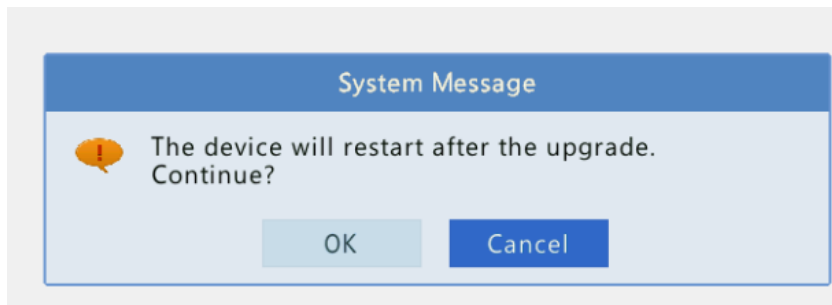 System Message
The device will restart after the upgrade.
Continue?
OK
Cancel